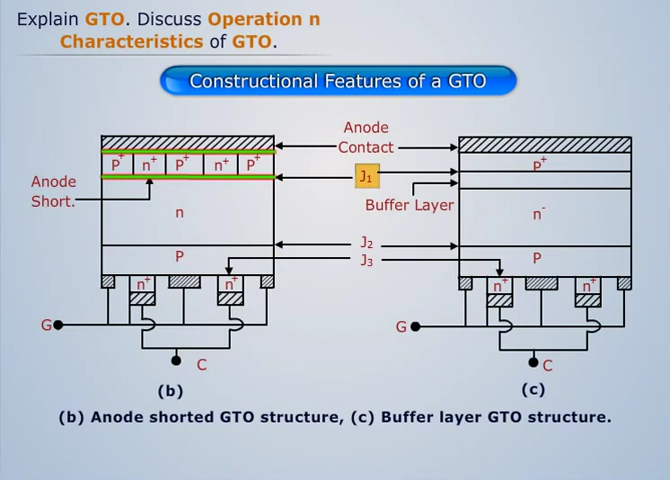 Explain GTO. Discuss Operation n
Characteristics of GTO.
Constructional Features of a GTO
Anode
Contact
P⁺ n⁺ P⁺ n⁺ P⁺
p⁺
J₁
Anode
Short.
Buffer Layer
n
n⁻
J₂
P
P
J₃
n⁺ n⁺
n⁺ n⁺
G
G
C
C
(b)
(c)
(b) Anode shorted GTO structure, (c) Buffer layer GTO structure.